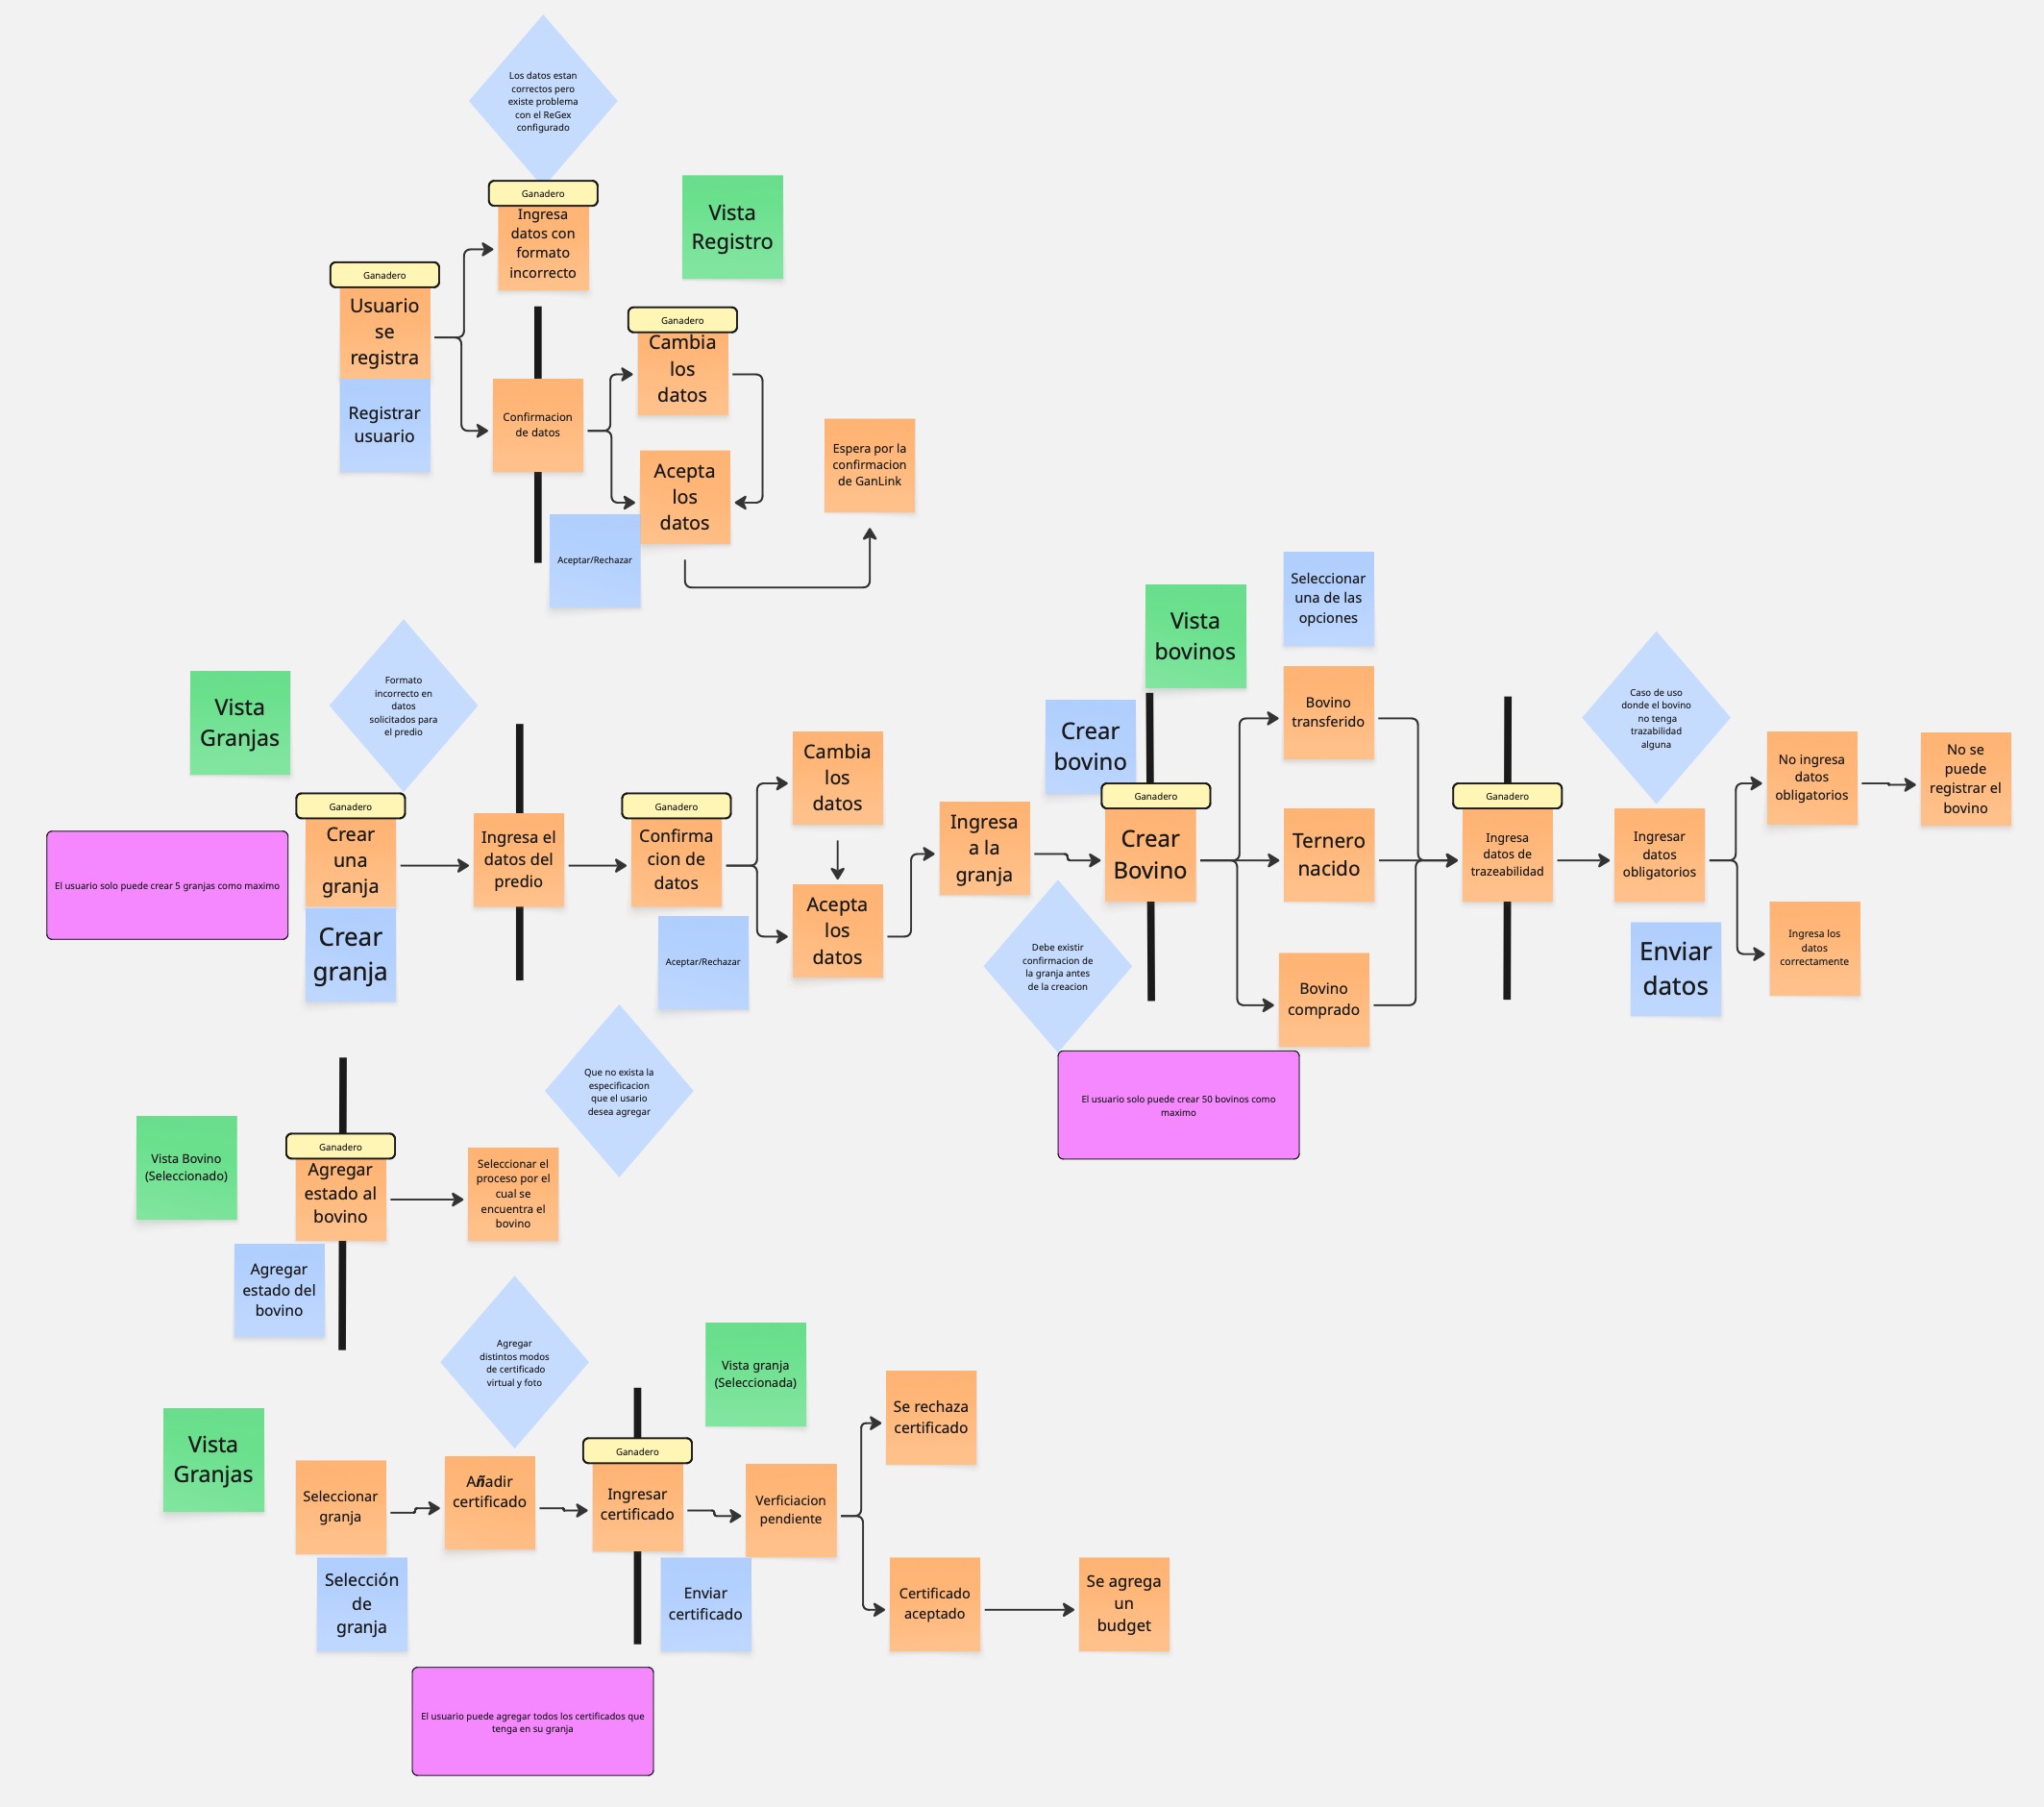 Los datos estan
correctos pero
existe problema
con el ReGex
configurado
Ganadero
Ingresa
datos con
formato
incorrecto
Vista
Registro
Ganadero
Usuario
se
registra
Registrar
usuario
Confirmacion
de datos
Ganadero
Cambia
los
datos
Acepta
los
datos
Aceptar/Rechazar
Espera por la
confirmacion
de GanLink
Vista
Granjas
Formato
incorrecto en
datos
solicitados para
el predio
El usuario solo puede crear 5 granjas como maximo
Ganadero
Crear
una
granja
Crear
granja
Ingresa el
datos del
predio
Ganadero
Confirma
cion de
datos
Aceptar/Rechazar
Cambia
los
datos
Acepta
los
datos
Ingresa
a la
granja
Crear
bovino
Vista
bovinos
Ganadero
Crear
Bovino
Debe existir
confirmacion de
la granja antes
de la creacion
El usuario solo puede crear 50 bovinos como
maximo
Seleccionar
una de las
opciones
Bovino
transferido
Ternero
nacido
Bovino
comprado
Ganadero
Ingresa
datos de
trazeabilidad
Caso de uso
donde el bovino
no tenga
trazabilidad
alguna
Ingresar
datos
obligatorios
Enviar
datos
No ingresa
datos
obligatorios
No se
puede
registrar el
bovino
Ingresa los
datos
correctamente
Vista Bovino
(Seleccionado)
Ganadero
Agregar
estado al
bovino
Agregar
estado del
bovino
Seleccionar el
proceso por el
cual se
encuentra el
bovino
Que no exista la
especificacion
que el usario
desea agregar
Vista
Granjas
Seleccionar
granja
Selección
de
granja
Agregar
distintos modos
de certificado
virtual y foto
Añadir
certificado
Ganadero
Ingresar
certificado
Enviar
certificado
Vista granja
(Seleccionada)
Verficiacion
pendiente
Se rechaza
certificado
Certificado
aceptado
Se agrega
un
budget
El usuario puede agregar todos los certificados que
tenga en su granja